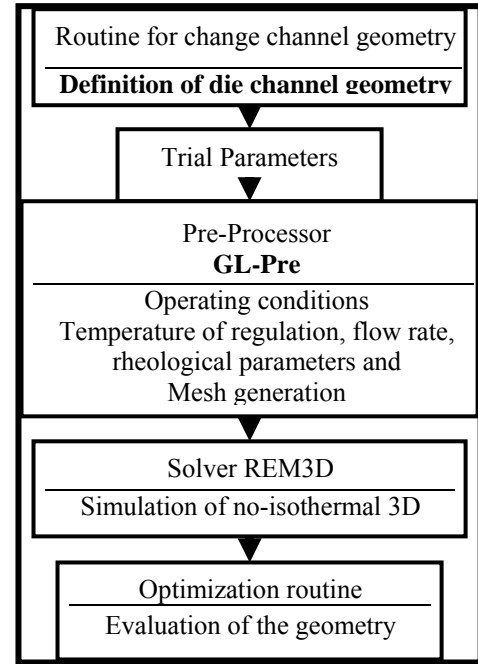 Routine for change channel geometry
Definition of die channel geometry
Trial Parameters
Pre-Processor
GL-Pre
Operating conditions
Temperature of regulation, flow rate,
rheological parameters and
Mesh generation
Solver REM3D
Simulation of no-isothermal 3D
Optimization routine
Evaluation of the geometry